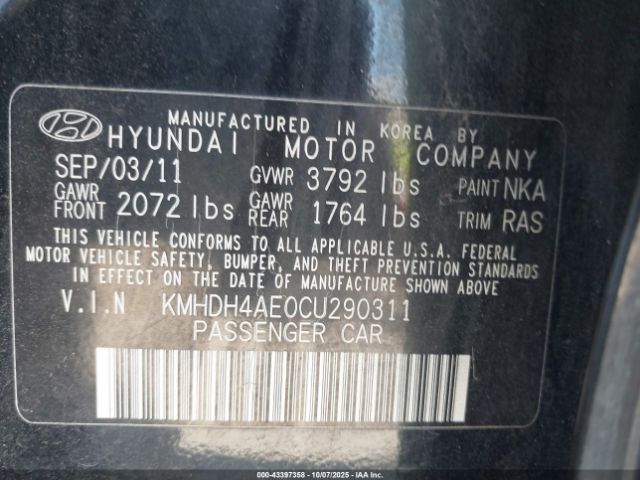 MANUFACTURED IN KOREA BY
HYUNDAI MOTOR COMPANY
SEP/03/11 GVWR 3792 lbs PAINT NKA
GAWR FRONT 2072 lbs GAWR REAR 1764 lbs TRIM RAS
THIS VEHICLE CONFORMS TO ALL APPLICABLE U.S.A. FEDERAL
MOTOR VEHICLE SAFETY, BUMPER, AND THEFT PREVENTION STANDARDS
IN EFFECT ON THE DATE OF MANUFACTURE SHOWN ABOVE.
V.I.N KMHDH4AE0CU290311
PASSENGER CAR
000-43397358 - 10/07/2025 - IAAI.COM